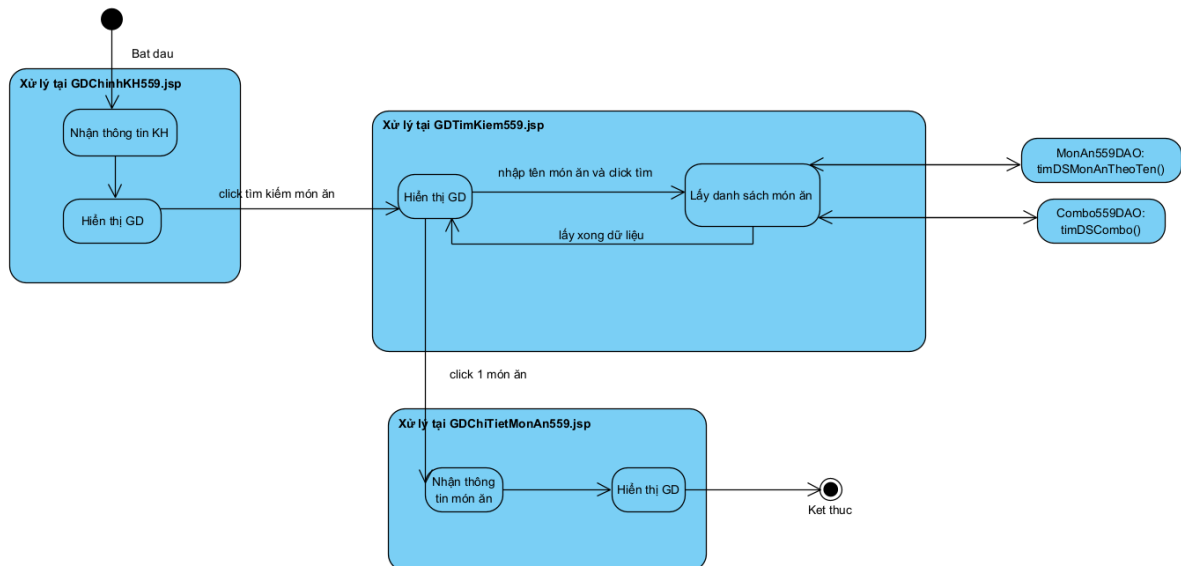 Bat dau
Xử lý tại GDChinhKH559.jsp
Nhận thông tin KH
Hiển thị GD
click tìm kiếm món ăn
Xử lý tại GDTimKiem559.jsp
Hiển thị GD
nhập tên món ăn và click tìm
Lấy danh sách món ăn
lấy xong dữ liệu
MonAn559DAO:
timDSMonAnTheoTen()
Combo559DAO:
timDSCombo()
click 1 món ăn
Xử lý tại GDChiTietMonAn559.jsp
Nhận thông
tin món ăn
Hiển thị GD
Ket thuc